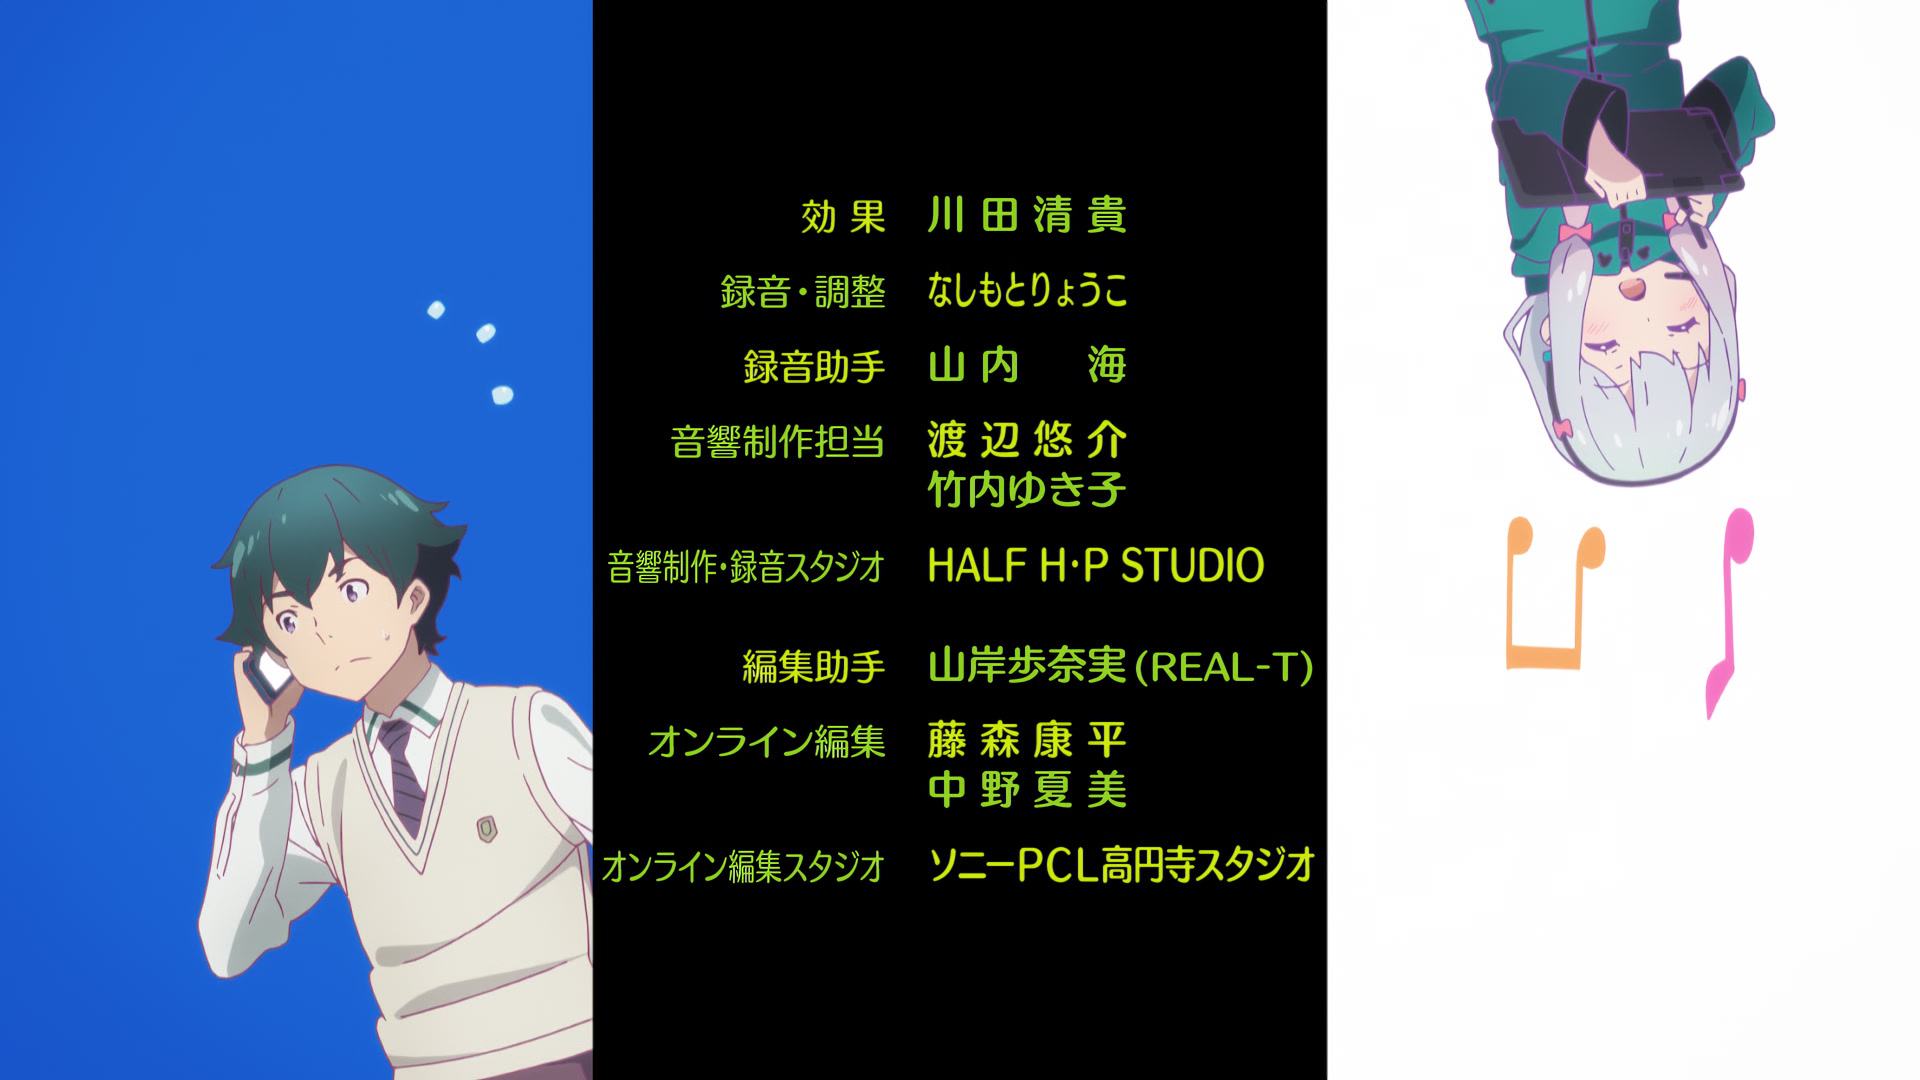 効果 川田清貴
録音・調整 なしもとりょうこ
録音助手 山内 海
音響制作担当 渡辺悠介
竹内ゆき子
音響制作・録音スタジオ HALF H・P STUDIO
編集助手 山岸歩奈実(REAL-T)
オンライン編集 藤森康平
中野夏美
オンライン編集スタジオ ソニーPCL高円寺スタジオ